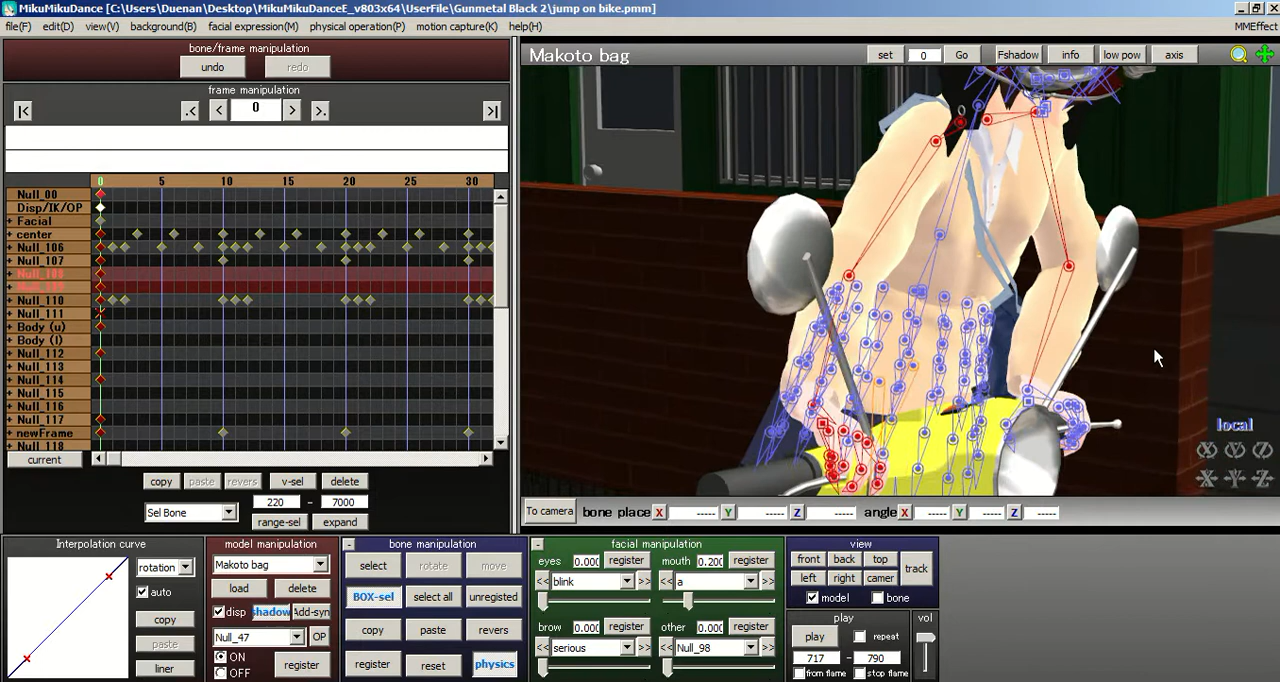 MikuMikuDance [C:\Users\Duenan\Desktop\MikuMikuDanceE_v803x64\UserFile\Gunmetal Black 2\jump on bike.pmm]
file(F) edit(D) view(V) background(B) facial expression(M) physical operation(P) motion capture(K) help(H) MMEffect
bone/frame manipulation
undo redo
frame manipulation
|< .< < 0 > >. >|
0 5 10 15 20 25 30
Null_00
Disp/IK/OP
+ Facial
+ center
+ Null_106
+ Null_107
+ Null_110
+ Null_111
+ Body (u)
+ Body (l)
+ Null_112
+ Null_113
+ Null_114
+ Null_115
+ Null_116
+ Null_117
+ newFrame
+ Null_118
current
copy paste revers v-sel delete
Sel Bone 220 - 7000
range-sel expand
Makoto bag set 0 Go Fshadow info low pow axis
local
X Y Z
X Y Z
To camera bone place X ----- Y ----- Z ----- angle X ----- Y ----- Z -----
Interpolation curve
rotation
auto
copy
paste
liner
model manipulation
Makoto bag
load delete
disp shadow Add-syn
Null_47 OP
ON
OFF
register
- bone manipulation
select rotate move
BOX-sel select all unregisted
copy paste revers
register reset physics
- facial manipulation
eyes 0.000 register mouth 0.200 register
<< blink >> << a >>
brow 0.000 register other 0.000 register
<< serious >> << Null_98 >>
view
front back top
left right camer
track
model bone
play
play repeat
717 - 790
from flame stop flame
vol